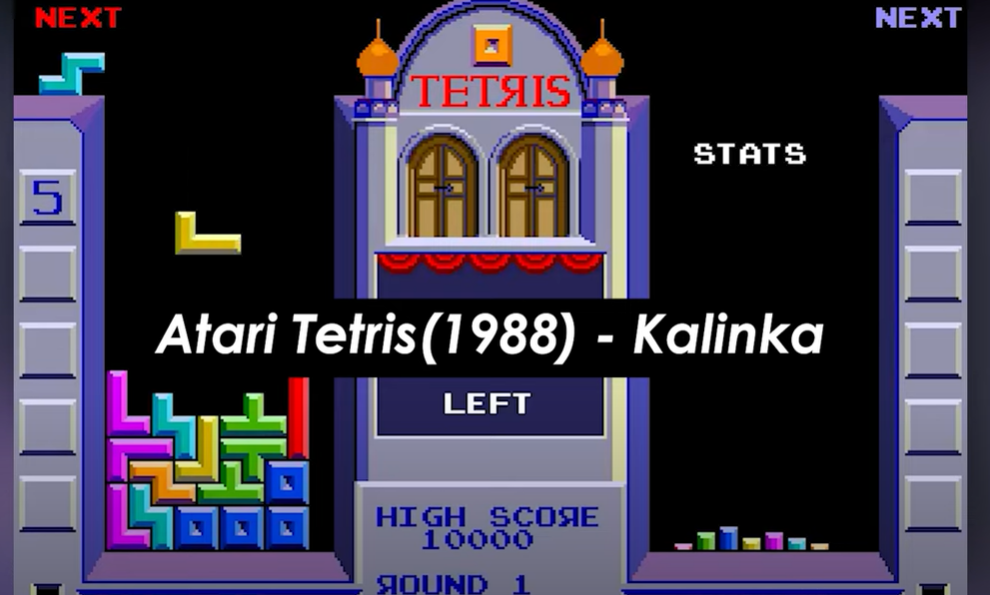 NEXT
NEXT
TETЯIS
STATS
5
Atari Tetris(1988) - Kalinka
LEFT
HIGH SCOЯE
10000
ЯOUND 1